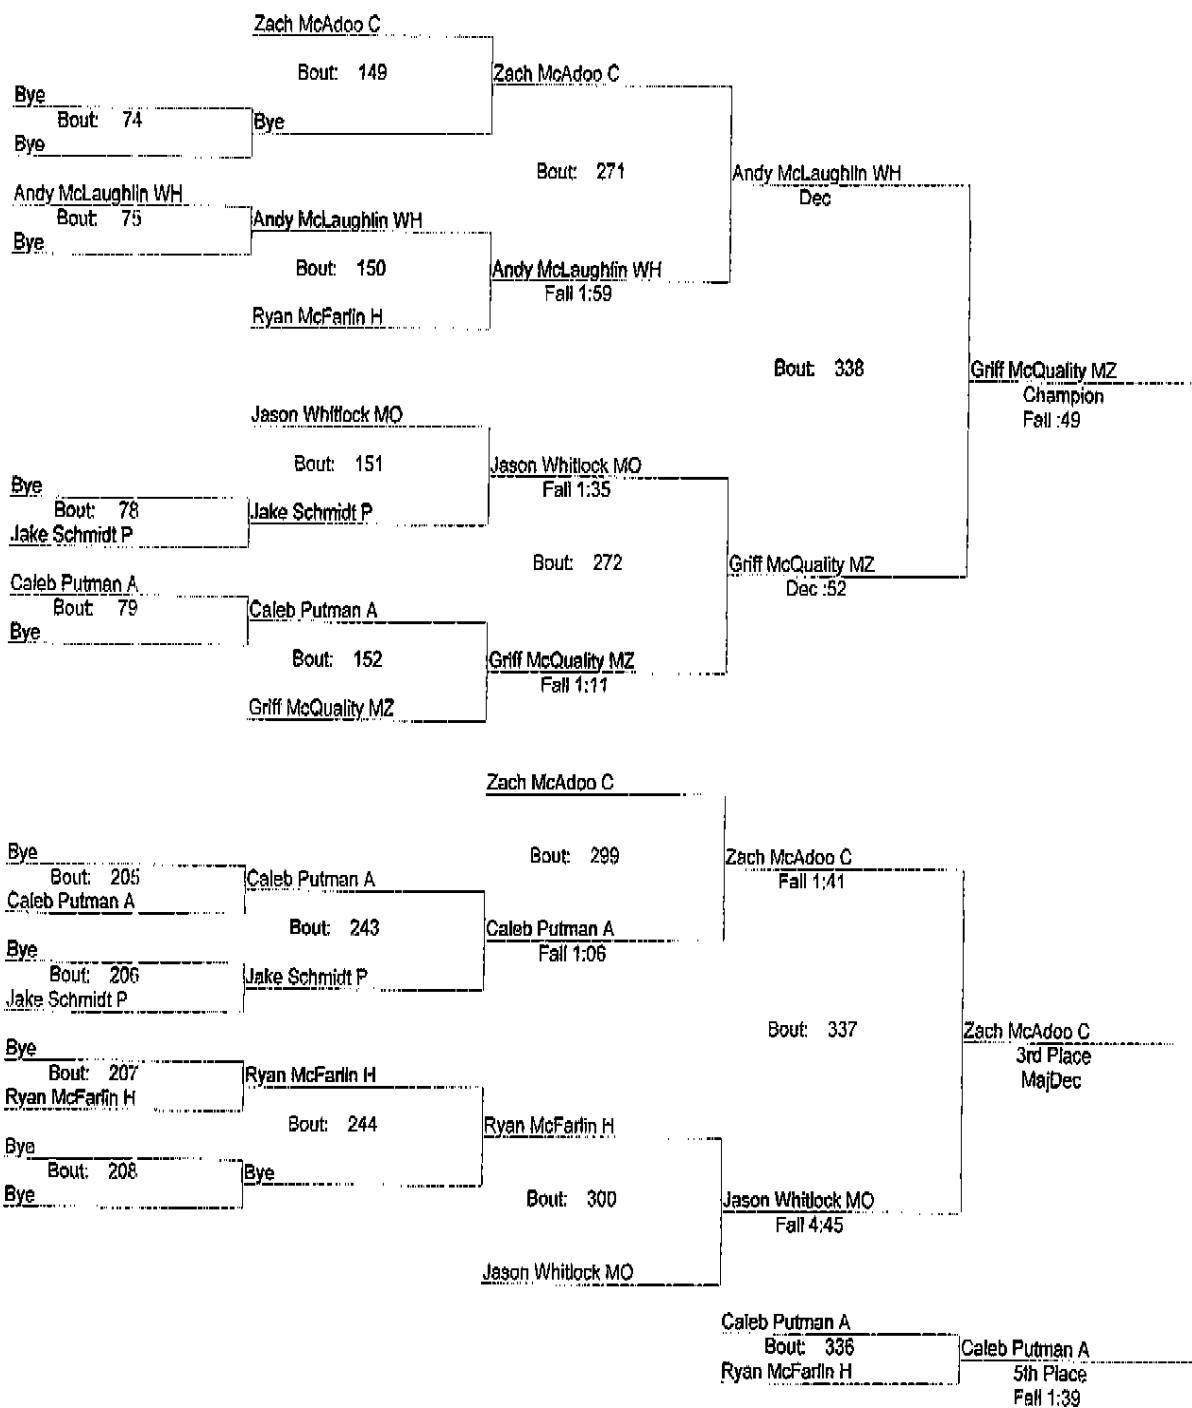 Zach McAdoo C
Bout: 149
Zach McAdoo C
Bye
Bout: 74
Bye
Bye
Bout: 271
Andy McLaughlin WH
Dec
Andy McLaughlin WH
Bout: 75
Andy McLaughlin WH
Bye
Bout: 150
Andy McLaughlin WH
Fall 1:59
Ryan McFarlin H
Bout: 338
Griff McQuality MZ
Champion
Fall :49
Jason Whitlock MO
Bout: 151
Jason Whitlock MO
Fall 1:35
Bye
Bout: 78
Jake Schmidt P
Jake Schmidt P
Bout: 272
Griff McQuality MZ
Dec :52
Caleb Putman A
Bout: 79
Caleb Putman A
Bye
Bout: 152
Griff McQuality MZ
Fall 1:11
Griff McQuality MZ
Zach McAdoo C
Bout: 299
Zach McAdoo C
Fall 1:41
Bye
Bout: 205
Caleb Putman A
Caleb Putman A
Bout: 243
Caleb Putman A
Fall 1:06
Bye
Bout: 206
Jake Schmidt P
Jake Schmidt P
Bout: 337
Zach McAdoo C
3rd Place
MajDec
Bye
Bout: 207
Ryan McFarlin H
Ryan McFarlin H
Bout: 244
Ryan McFarlin H
Bye
Bout: 208
Bye
Bye
Bout: 300
Jason Whitlock MO
Fall 4:45
Jason Whitlock MO
Caleb Putman A
Bout: 336
Caleb Putman A
Ryan McFarlin H
5th Place
Fall 1:39